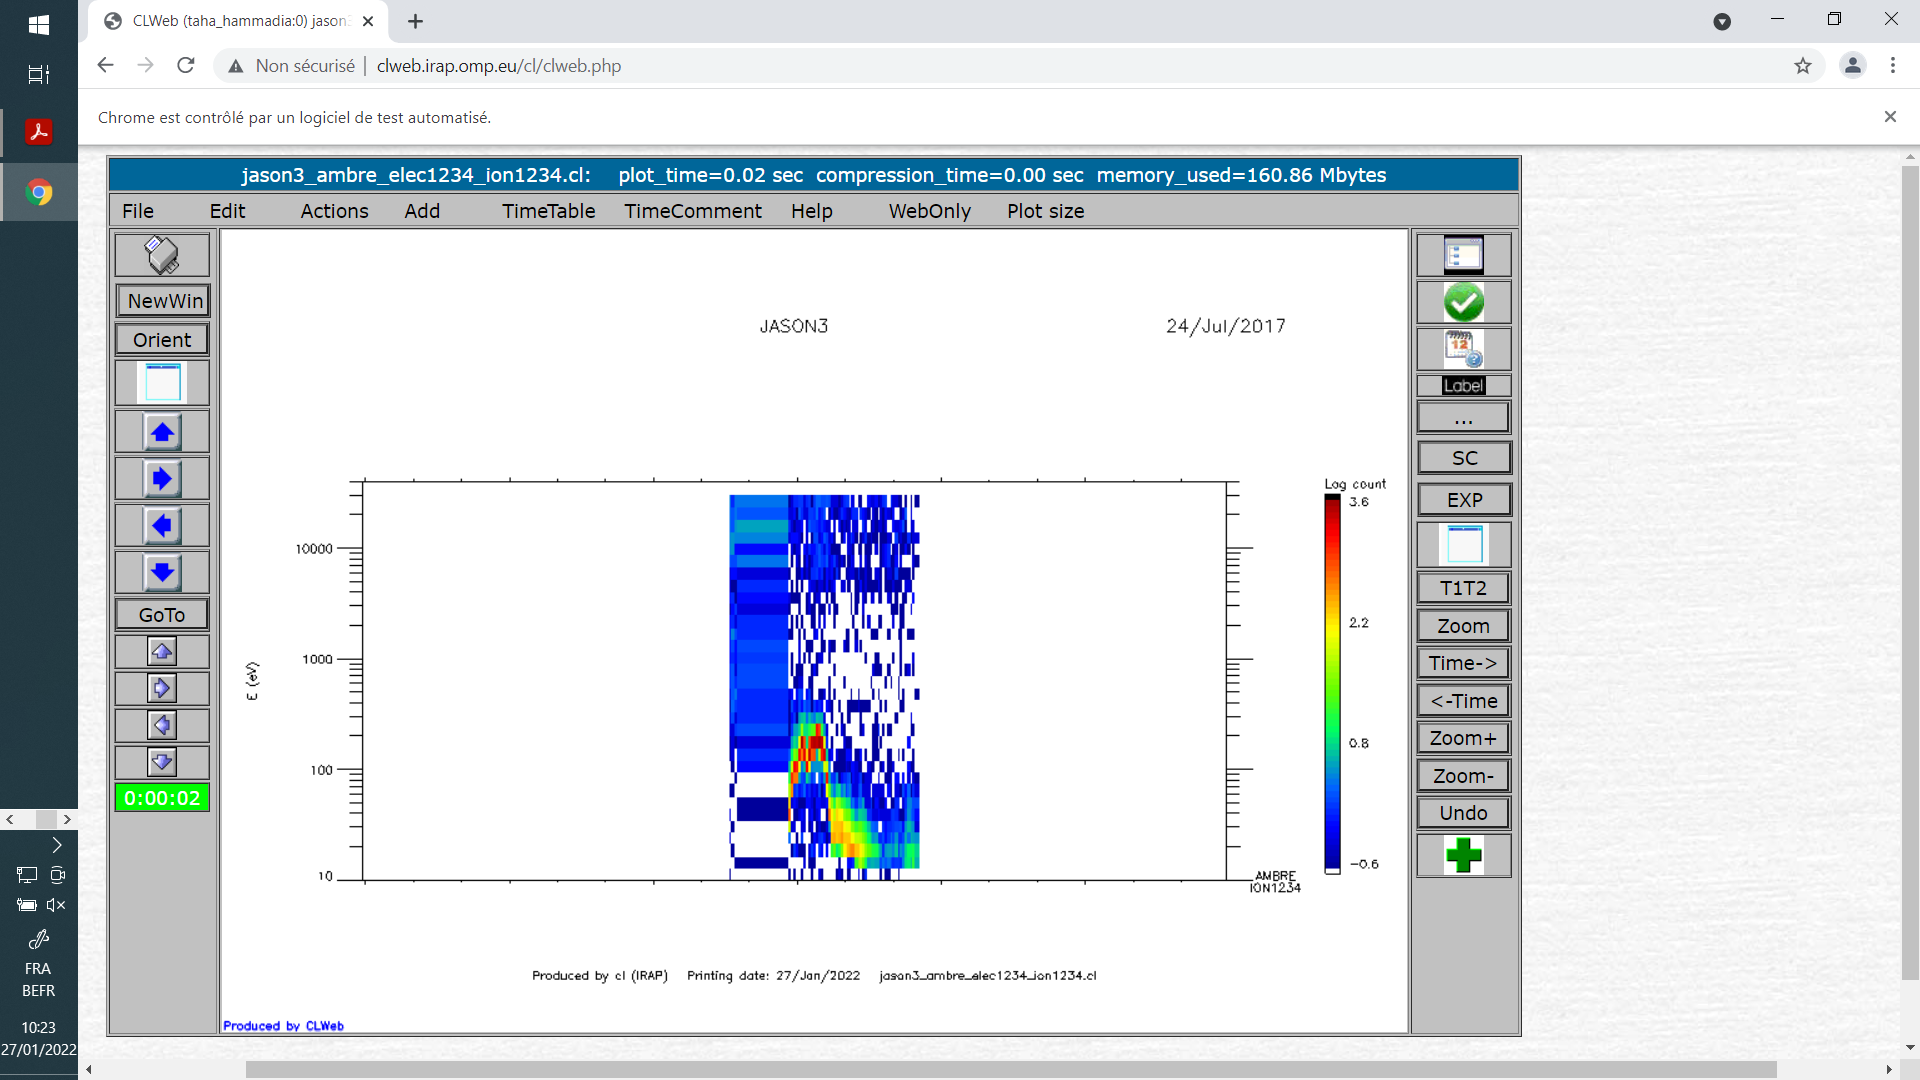 CLWeb (taha_hammadia:0) jason3
Non sécurisé | clweb.irap.omp.eu/cl/clweb.php
Chrome est contrôlé par un logiciel de test automatisé.
jason3_ambre_elec1234_ion1234.cl: plot_time=0.02 sec compression_time=0.00 sec memory_used=160.86 Mbytes
File Edit Actions Add TimeTable TimeComment Help WebOnly Plot size
NewWin
Orient
GoTo
0:00:02
JASON3
24/Jul/2017
E (eV)
10000
1000
100
10
Log count
3.6
2.2
0.8
-0.6
AMBRE
ION1234
Produced by cl (IRAP) Printing date: 27/Jan/2022 jason3_ambre_elec1234_ion1234.cl
Produced by CLWeb
12
Label
...
SC
EXP
T1T2
Zoom
Time->
<-Time
Zoom+
Zoom-
Undo
FRA
BEFR
10:23
27/01/2022